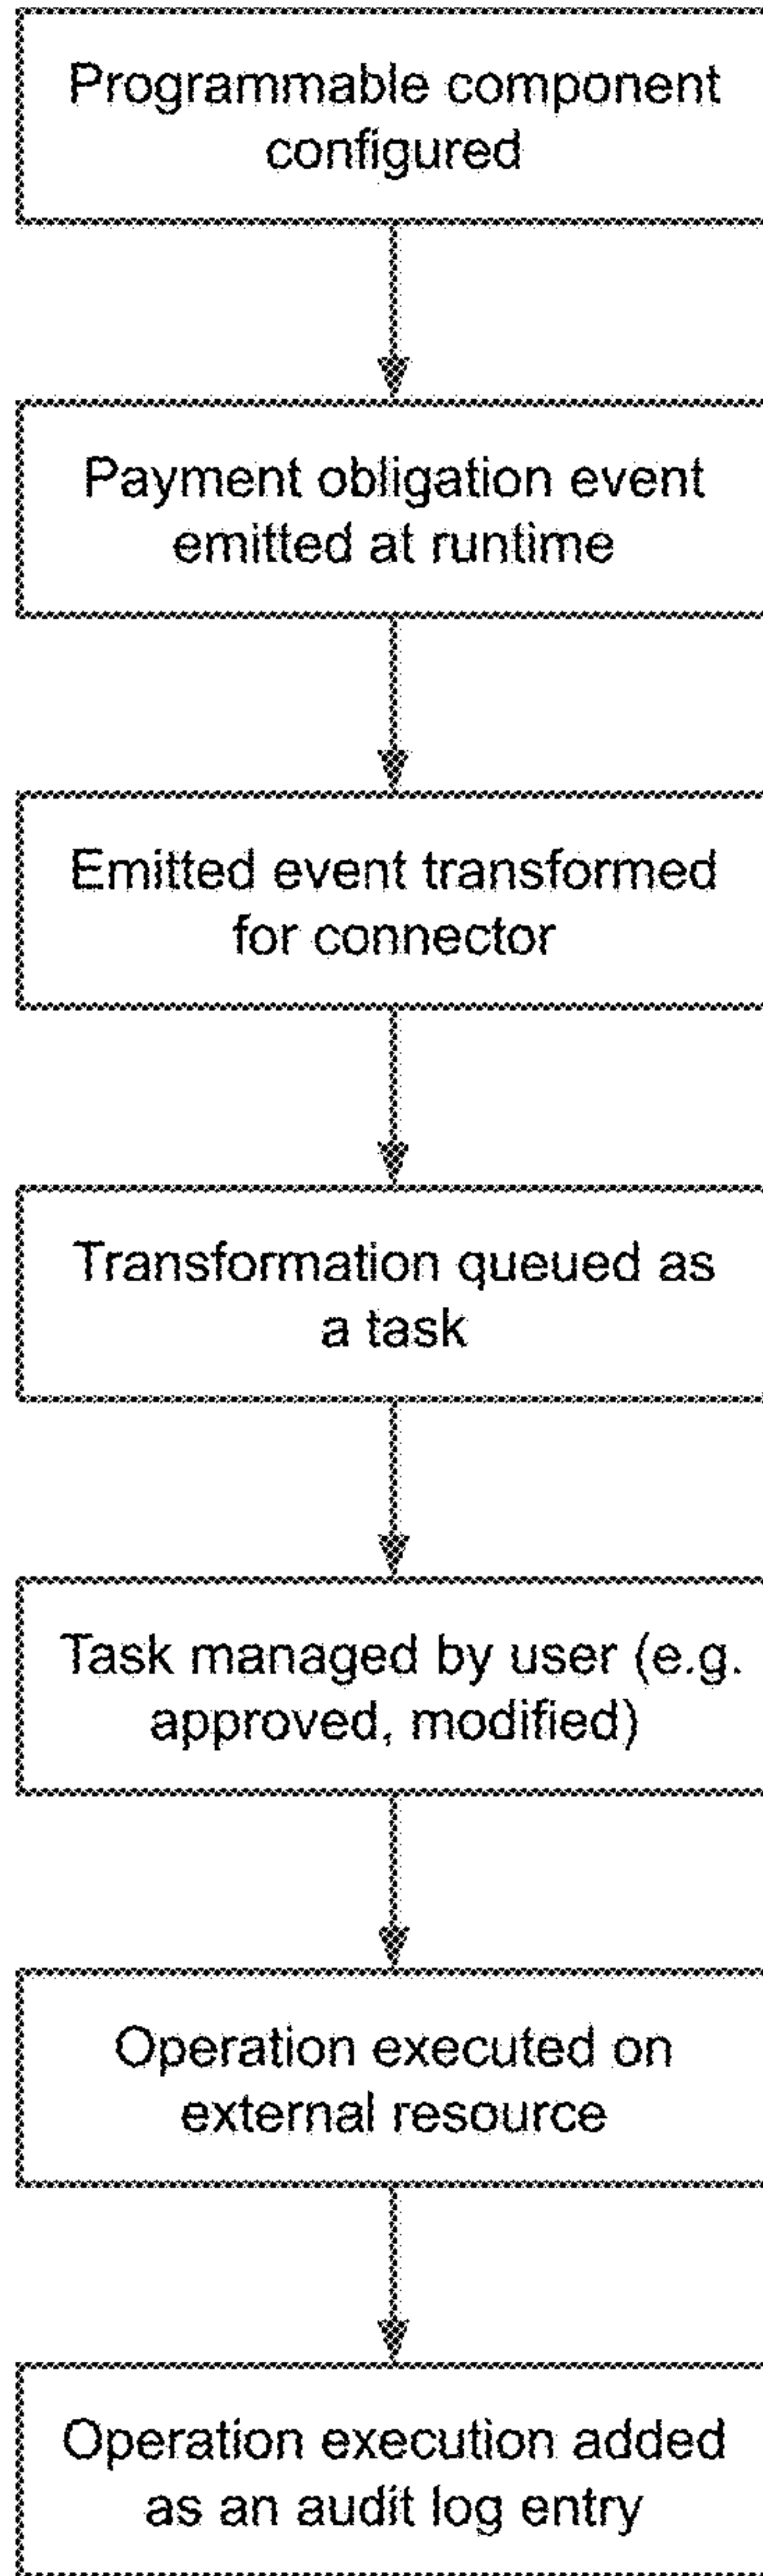 Programmable component
configured
Payment obligation event
emitted at runtime
Emitted event transformed
for connector
Transformation queued as
a task
Task managed by user (e.g.
approved, modified)
Operation executed on
external resource
Operation execution added
as an audit log entry